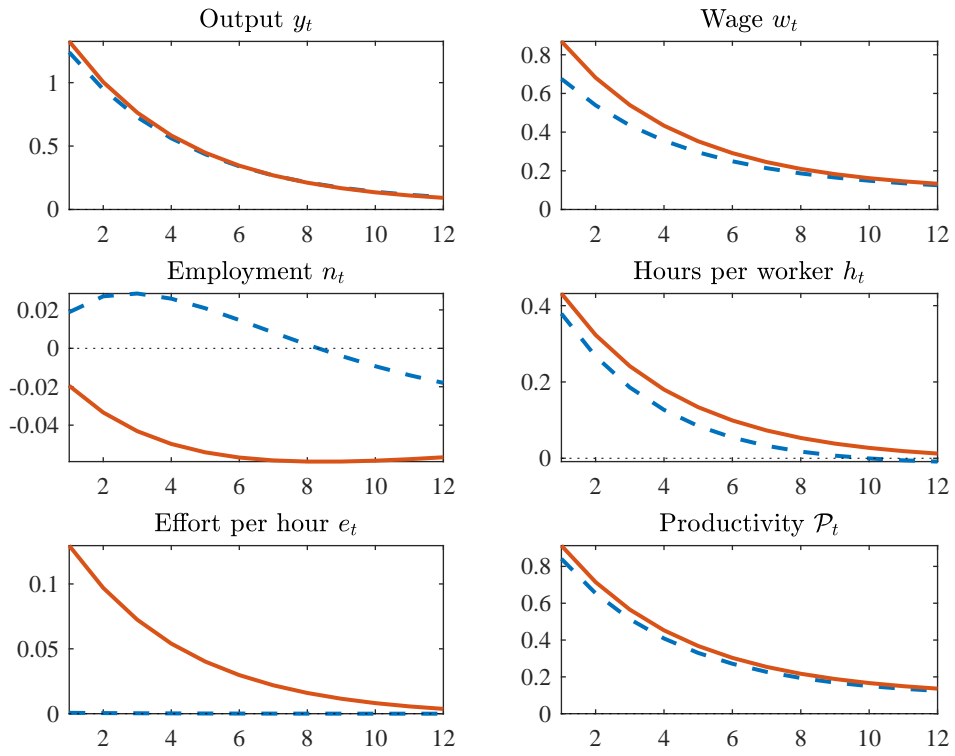 Output y_t
1
0.5
0
2 4 6 8 10 12
Wage w_t
0.8
0.6
0.4
0.2
0
2 4 6 8 10 12
Employment n_t
0.02
0
-0.02
-0.04
2 4 6 8 10 12
Hours per worker h_t
0.4
0.2
0
2 4 6 8 10 12
Effort per hour e_t
0.1
0.05
0
2 4 6 8 10 12
Productivity 𝒫_t
0.8
0.6
0.4
0.2
0
2 4 6 8 10 12